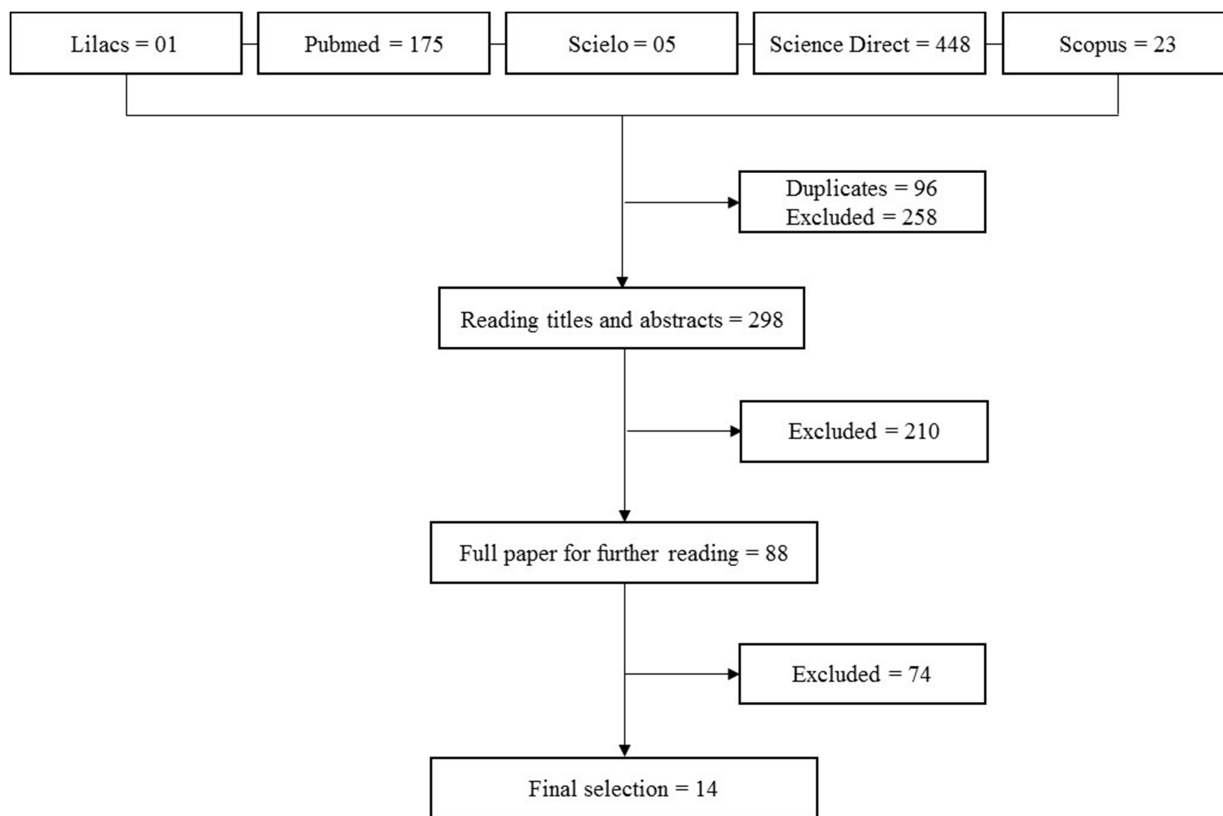 Lilacs = 01
Pubmed = 175
Scielo = 05
Science Direct = 448
Scopus = 23
Duplicates = 96
Excluded = 258
Reading titles and abstracts = 298
Excluded = 210
Full paper for further reading = 88
Excluded = 74
Final selection = 14